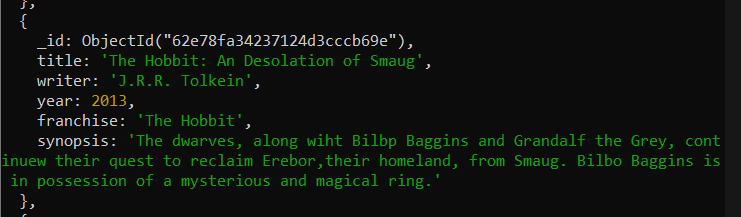 },
{
_id: ObjectId("62e78fa34237124d3cccb69e"),
title: 'The Hobbit: An Desolation of Smaug',
writer: 'J.R.R. Tolkein',
year: 2013,
franchise: 'The Hobbit',
synopsis: 'The dwarves, along wiht Bilbp Baggins and Grandalf the Grey, cont
inuew their quest to reclaim Erebor,their homeland, from Smaug. Bilbo Baggins is
in possession of a mysterious and magical ring.'
},
{